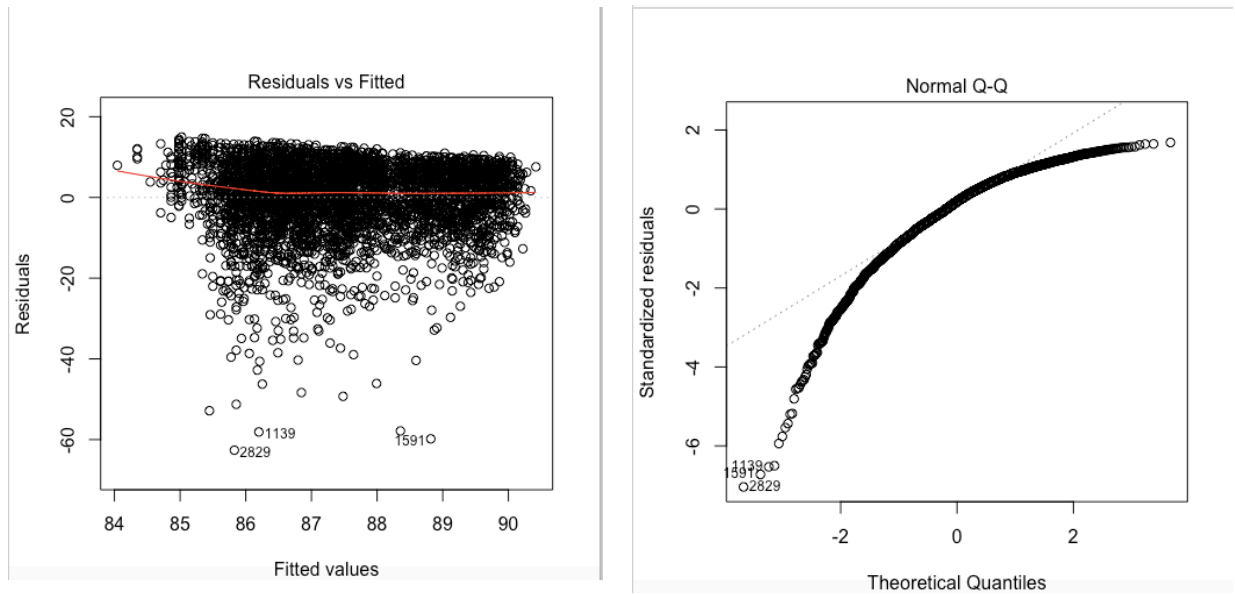 Residuals vs Fitted
20
0
-20
-40
-60
Residuals
1139
1591
2829
84 85 86 87 88 89 90
Fitted values
Normal Q-Q
2
0
-2
-4
-6
Standardized residuals
1139
1591
2829
-2 0 2
Theoretical Quantiles